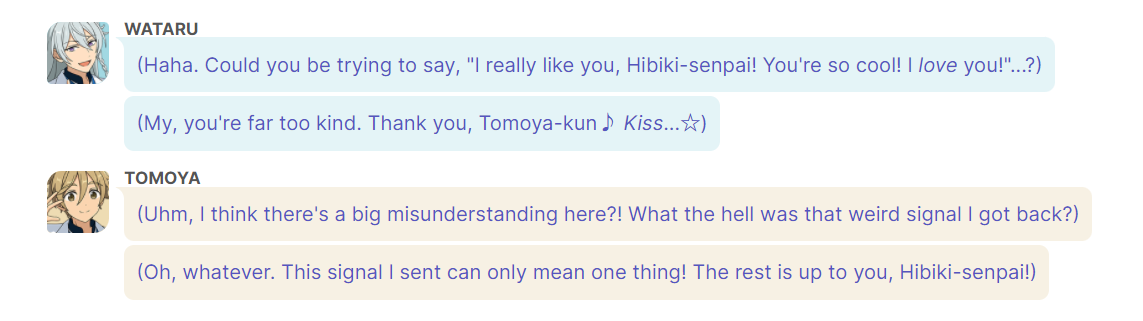 WATARU
(Haha. Could you be trying to say, "I really like you, Hibiki-senpai! You're so cool! I love you!"...?)
(My, you're far too kind. Thank you, Tomoya-kun♪ Kiss...☆)
TOMOYA
(Uhm, I think there's a big misunderstanding here?! What the hell was that weird signal I got back?)
(Oh, whatever. This signal I sent can only mean one thing! The rest is up to you, Hibiki-senpai!)